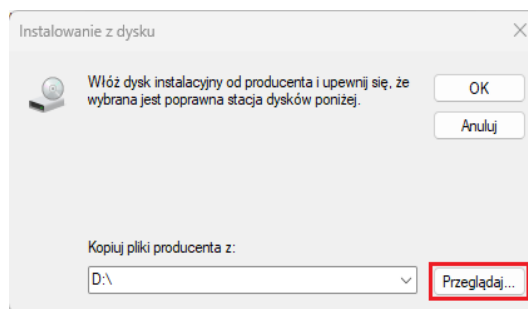 Instalowanie z dysku
Włóż dysk instalacyjny od producenta i upewnij się, że
wybrana jest poprawna stacja dysków poniżej.
OK
Anuluj
Kopiuj pliki producenta z:
D:\
Przeglądaj...